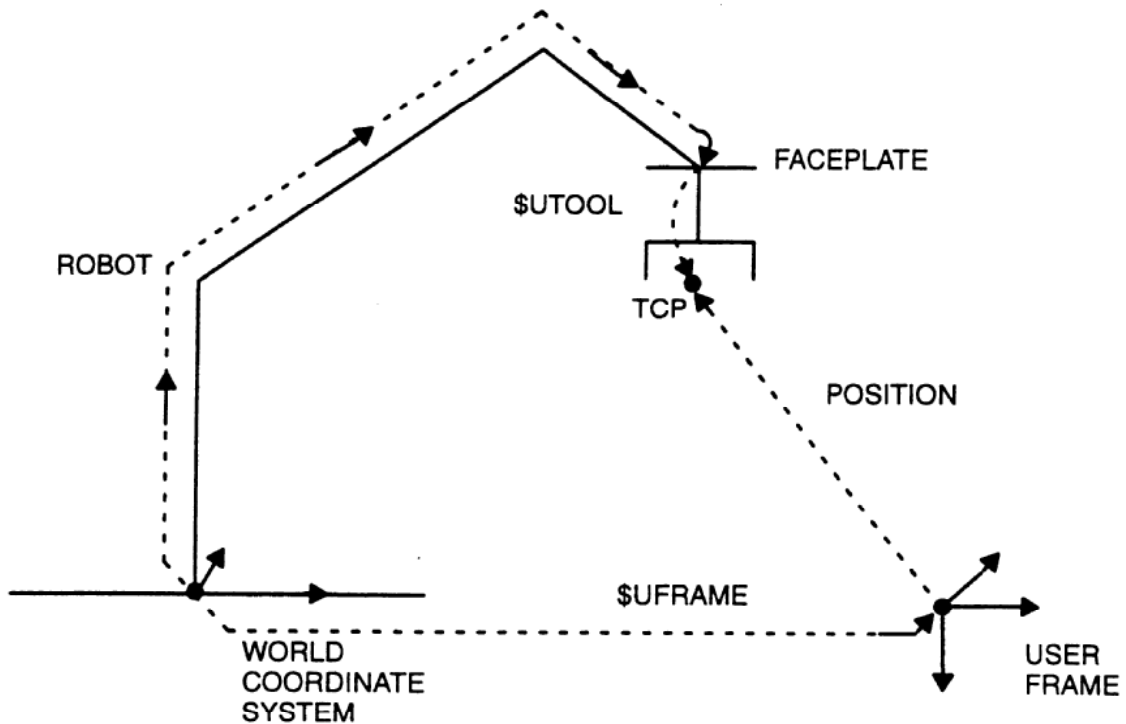 FACEPLATE
$UTOOL
ROBOT
TCP
POSITION
$UFRAME
WORLD
COORDINATE
SYSTEM
USER
FRAME